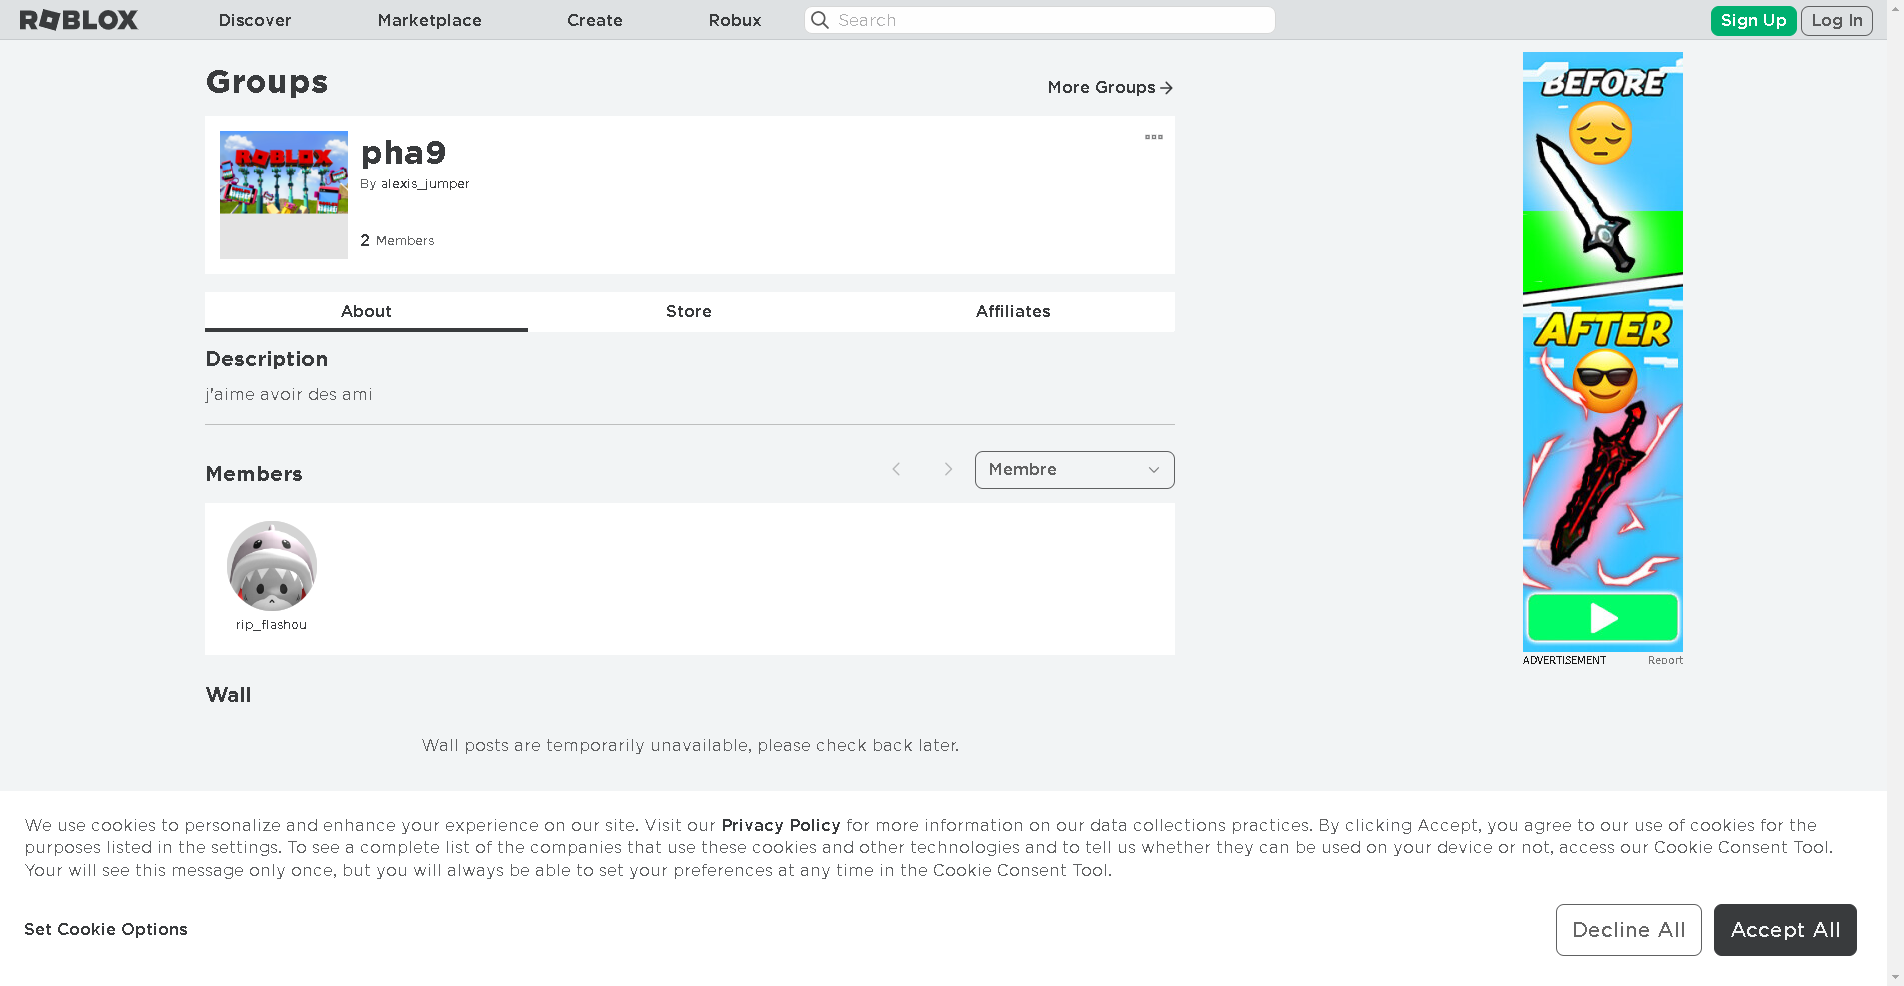 ROBLOX Discover Marketplace Create Robux Search Sign Up Log In
Groups
More Groups
ROBLOX
pha9
By alexis_jumper
2 Members
About Store Affiliates
Description
j'aime avoir des ami
Members
Membre
rip_flashou
Wall
Wall posts are temporarily unavailable, please check back later.
BEFORE
AFTER
ADVERTISEMENT Report
We use cookies to personalize and enhance your experience on our site. Visit our Privacy Policy for more information on our data collections practices. By clicking Accept, you agree to our use of cookies for the
purposes listed in the settings. To see a complete list of the companies that use these cookies and other technologies and to tell us whether they can be used on your device or not, access our Cookie Consent Tool.
Your will see this message only once, but you will always be able to set your preferences at any time in the Cookie Consent Tool.
Set Cookie Options
Decline All
Accept All